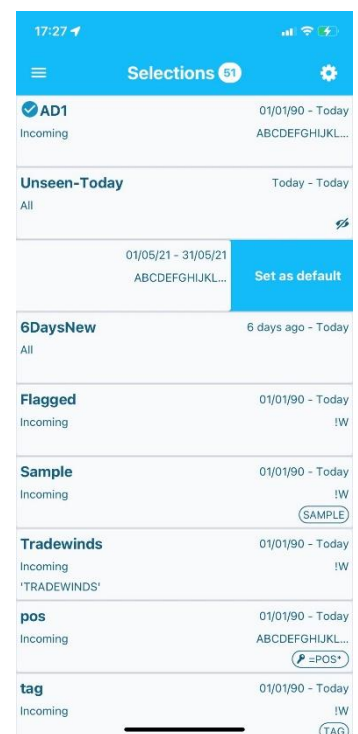 17:27
Selections 51
AD1 01/01/90 - Today
Incoming ABCDEFGHIJKL...
Unseen-Today Today - Today
All
01/05/21 - 31/05/21
ABCDEFGHIJKL... Set as default
6DaysNew 6 days ago - Today
All
Flagged 01/01/90 - Today
Incoming !W
Sample 01/01/90 - Today
Incoming !W
SAMPLE
Tradewinds 01/01/90 - Today
Incoming !W
'TRADEWINDS'
pos 01/01/90 - Today
Incoming ABCDEFGHIJKL...
=POS*
tag 01/01/90 - Today
Incoming !W
TAG